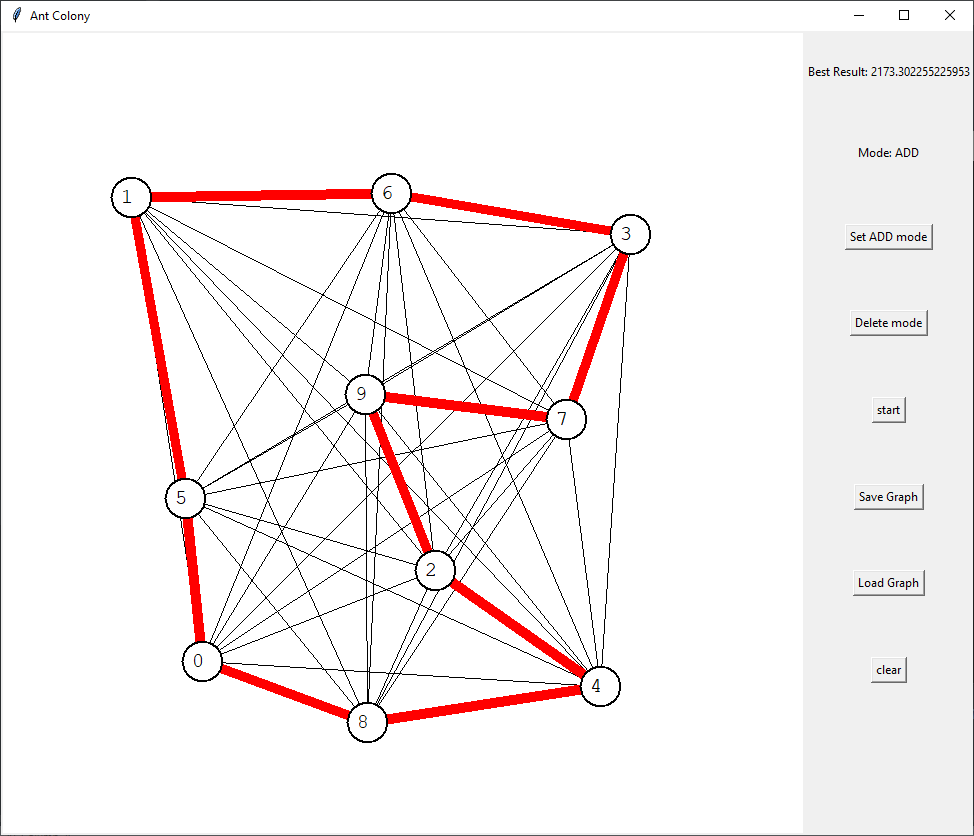 Ant Colony
Best Result: 2173.302255225953
Mode: ADD
Set ADD mode
Delete mode
start
Save Graph
Load Graph
clear
1
6
3
9
7
5
2
0
4
8